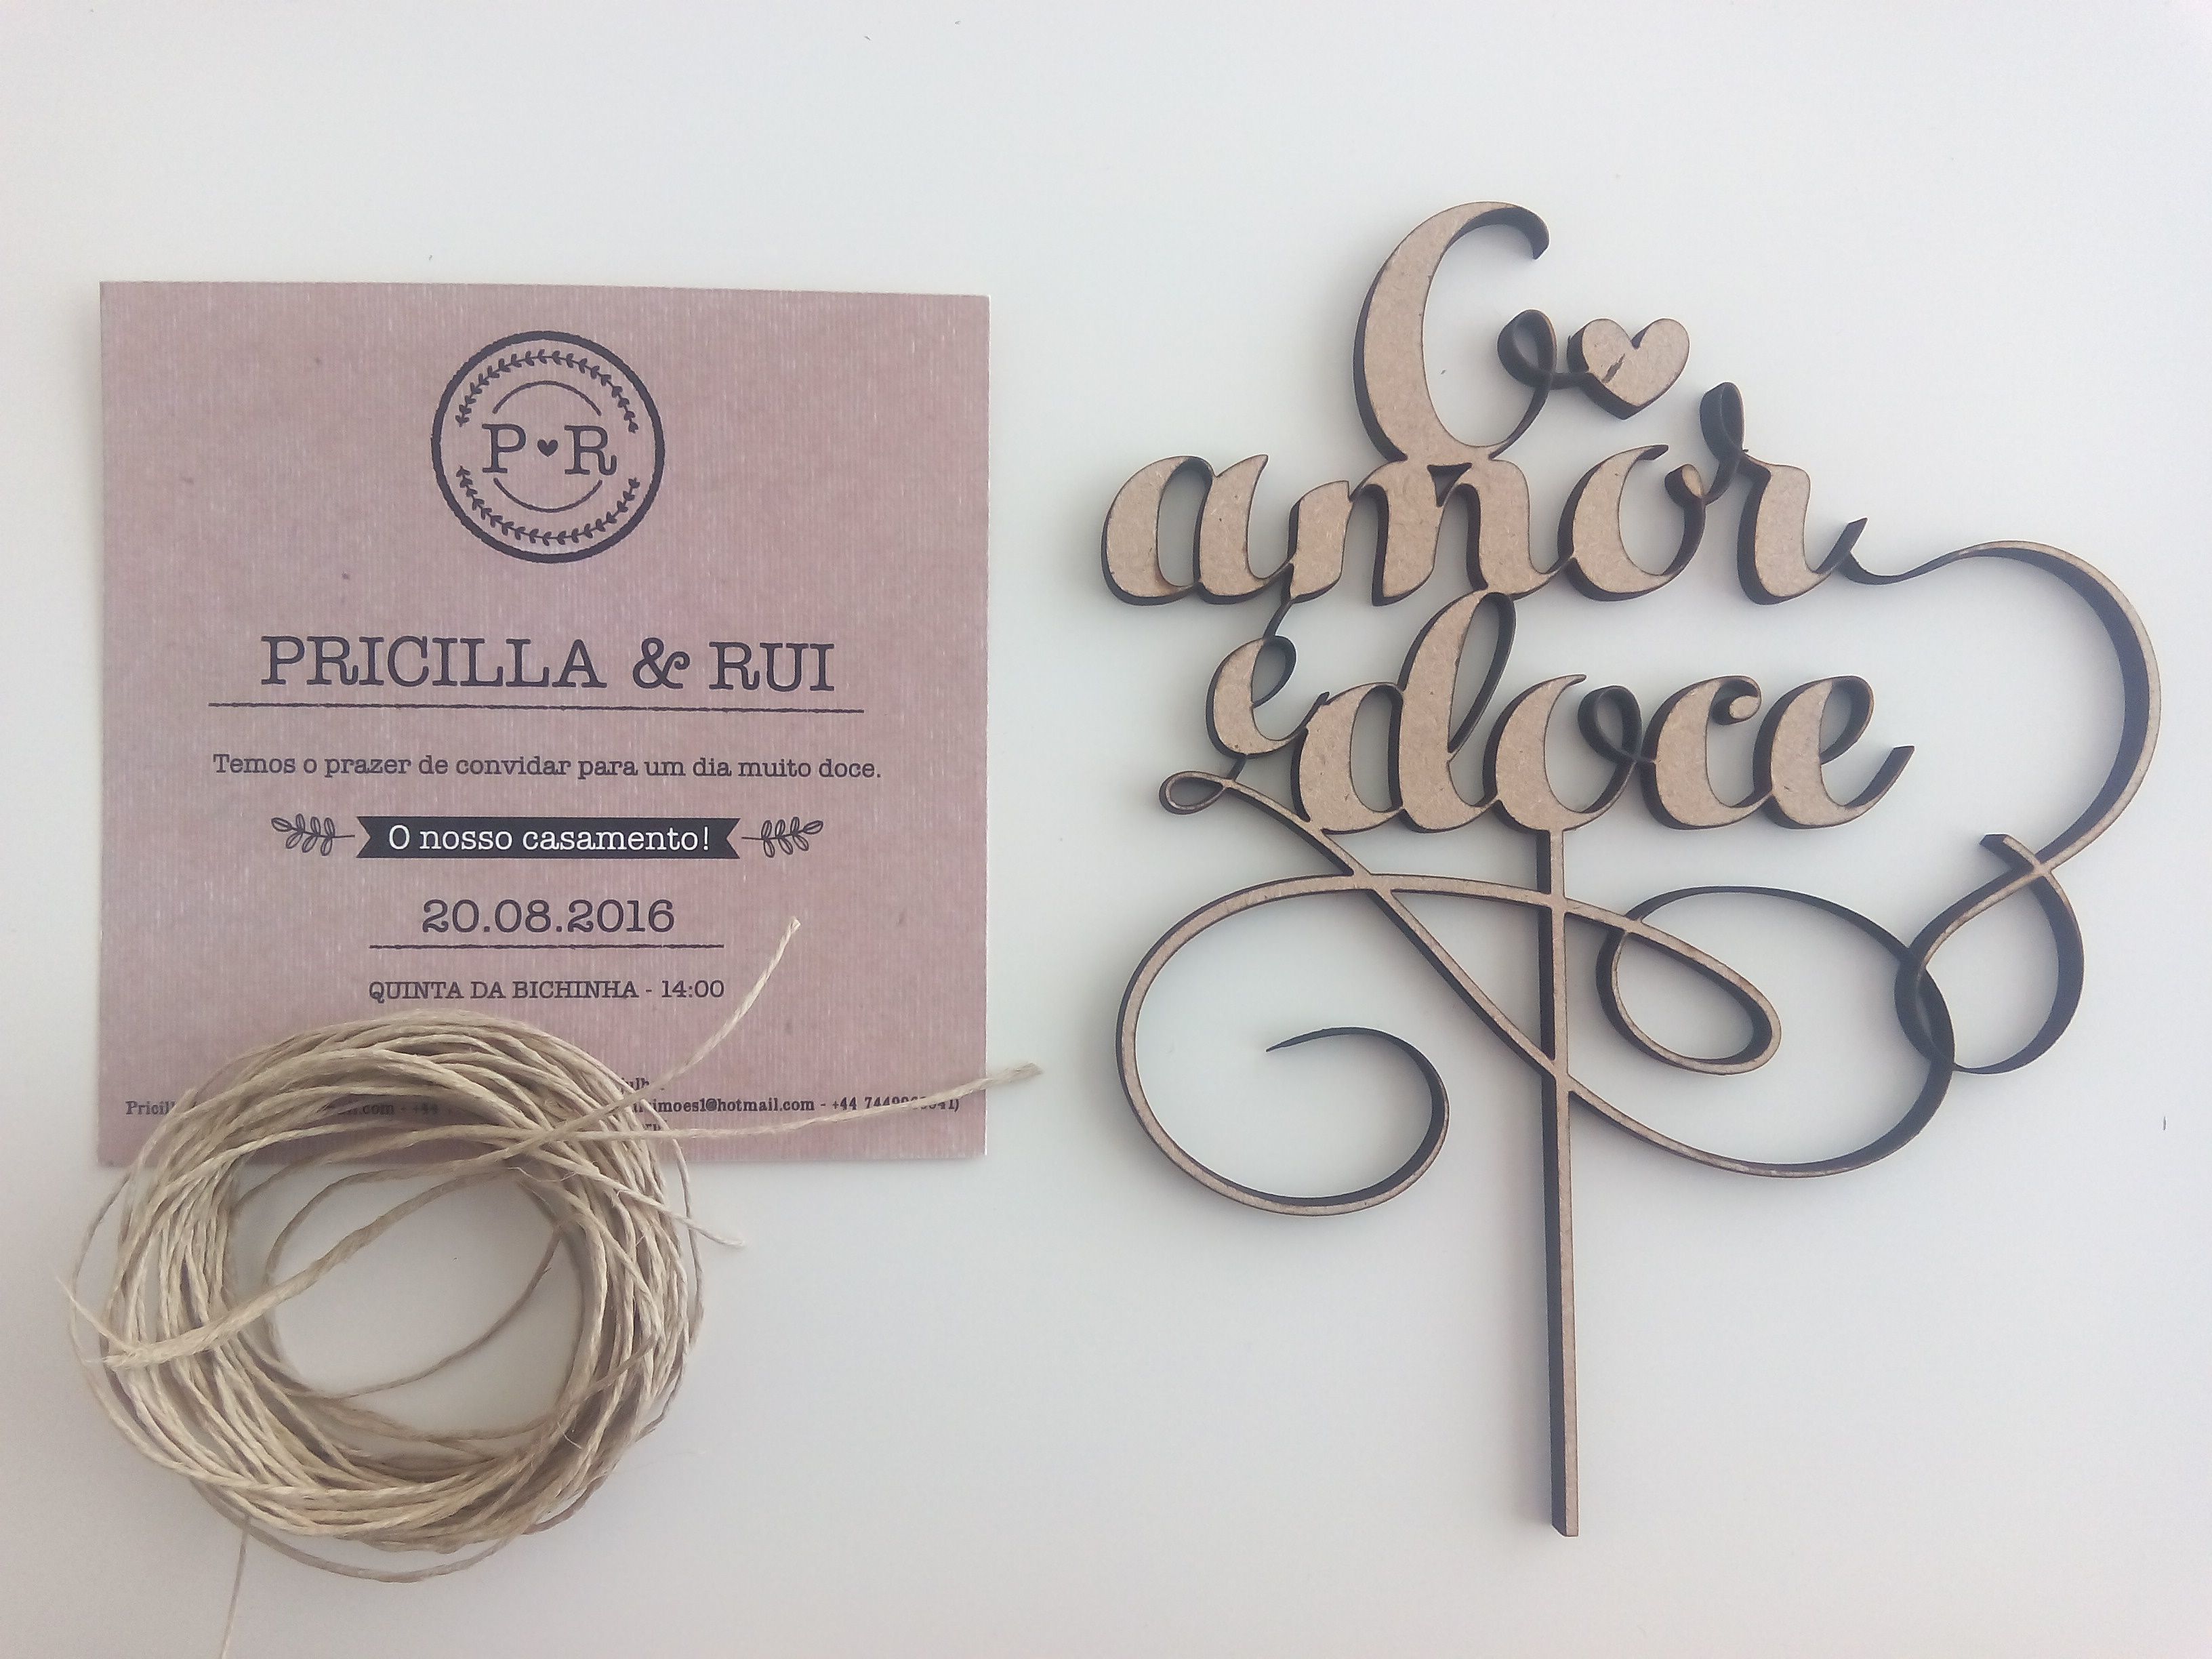 P R
PRICILLA & RUI
Temos o prazer de convidar para um dia muito doce.
O nosso casamento!
20.08.2016
QUINTA DA BICHINHA - 14:00
O
amor
é doce